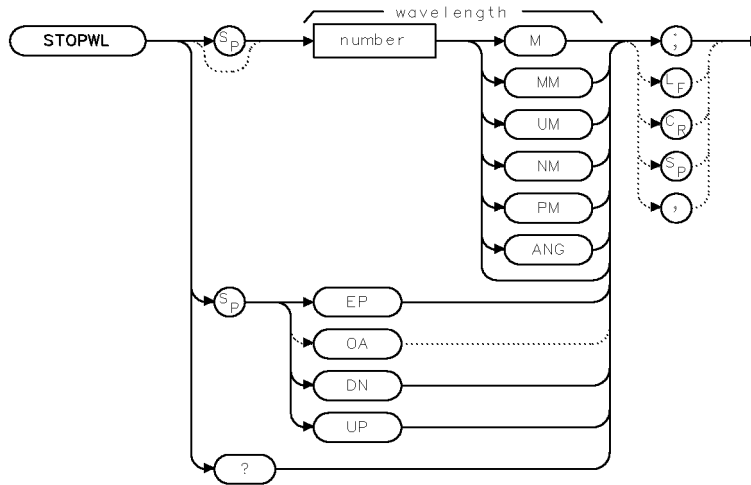 wavelength
STOPWL
SP
number
M
;
MM
LF
UM
CR
NM
SP
PM
,
ANG
SP
EP
OA
DN
UP
?